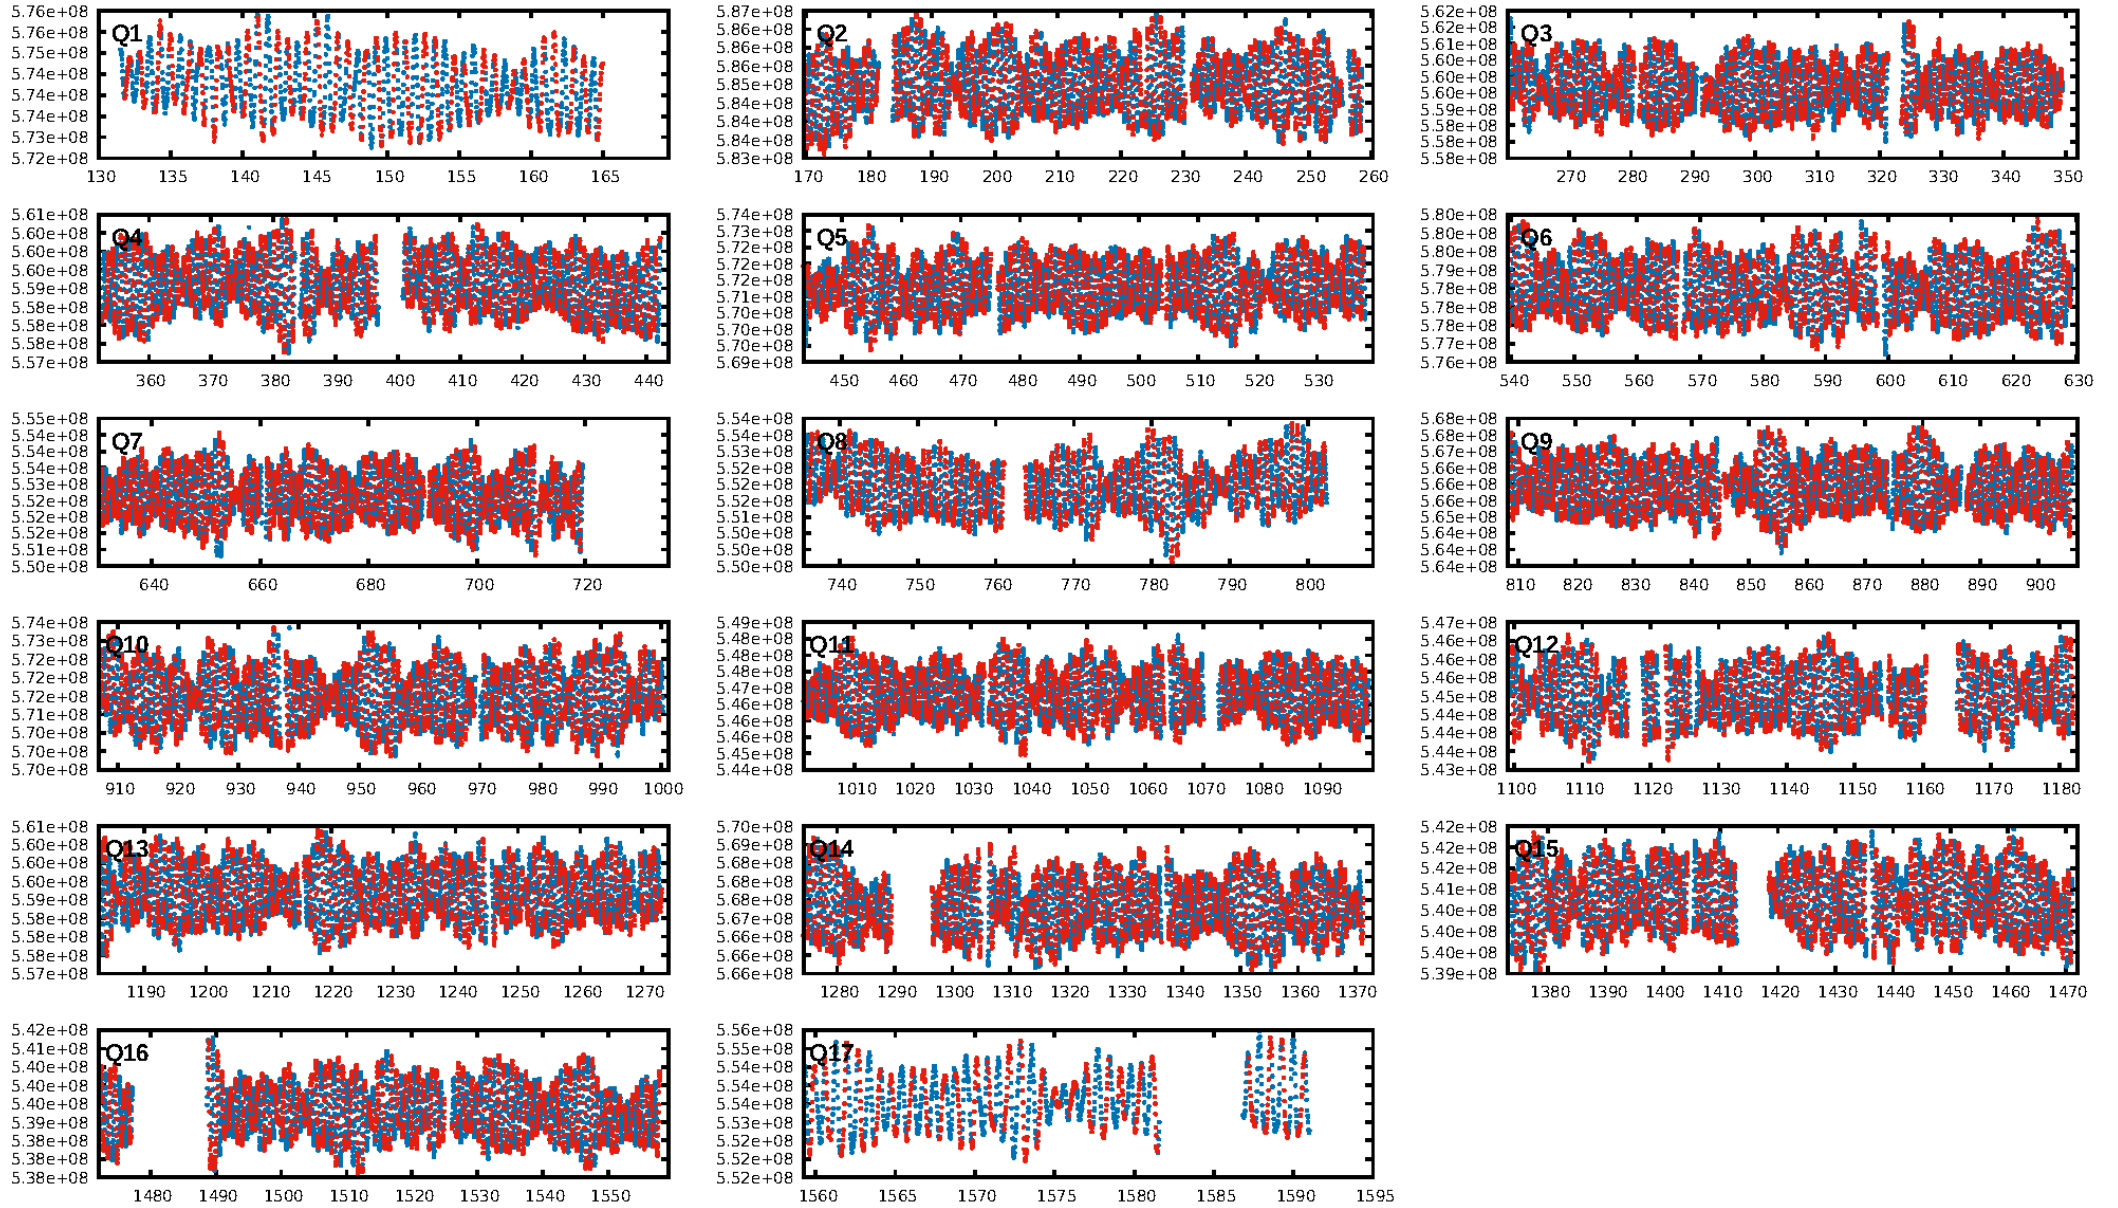 5.76e+08
5.76e+08
5.75e+08
5.74e+08
5.74e+08
5.74e+08
5.73e+08
5.72e+08
Q1
130 135 140 145 150 155 160 165
5.87e+08
5.86e+08
5.86e+08
5.86e+08
5.85e+08
5.84e+08
5.84e+08
5.84e+08
5.83e+08
Q2
170 180 190 200 210 220 230 240 250 260
5.62e+08
5.62e+08
5.61e+08
5.60e+08
5.60e+08
5.60e+08
5.59e+08
5.58e+08
5.58e+08
5.58e+08
Q3
270 280 290 300 310 320 330 340 350
5.61e+08
5.60e+08
5.60e+08
5.60e+08
5.59e+08
5.58e+08
5.58e+08
5.58e+08
5.57e+08
Q4
360 370 380 390 400 410 420 430 440
5.74e+08
5.73e+08
5.72e+08
5.72e+08
5.72e+08
5.71e+08
5.70e+08
5.70e+08
5.70e+08
5.69e+08
Q5
450 460 470 480 490 500 510 520 530
5.80e+08
5.80e+08
5.80e+08
5.79e+08
5.78e+08
5.78e+08
5.78e+08
5.77e+08
5.76e+08
Q6
540 550 560 570 580 590 600 610 620 630
5.55e+08
5.54e+08
5.54e+08
5.54e+08
5.53e+08
5.52e+08
5.52e+08
5.51e+08
5.51e+08
5.50e+08
Q7
640 660 680 700 720
5.54e+08
5.54e+08
5.53e+08
5.52e+08
5.52e+08
5.52e+08
5.51e+08
5.50e+08
5.50e+08
Q8
740 750 760 770 780 790 800
5.68e+08
5.68e+08
5.67e+08
5.66e+08
5.66e+08
5.66e+08
5.65e+08
5.64e+08
5.64e+08
5.64e+08
Q9
810 820 830 840 850 860 870 880 890 900
5.74e+08
5.73e+08
5.72e+08
5.72e+08
5.72e+08
5.71e+08
5.70e+08
5.70e+08
5.70e+08
Q10
910 920 930 940 950 960 970 980 990 1000
5.49e+08
5.48e+08
5.48e+08
5.48e+08
5.47e+08
5.46e+08
5.46e+08
5.46e+08
5.45e+08
5.44e+08
Q11
1010 1020 1030 1040 1050 1060 1070 1080 1090
5.47e+08
5.46e+08
5.46e+08
5.46e+08
5.45e+08
5.44e+08
5.44e+08
5.44e+08
5.43e+08
Q12
1100 1110 1120 1130 1140 1150 1160 1170 1180
5.61e+08
5.60e+08
5.60e+08
5.60e+08
5.59e+08
5.58e+08
5.58e+08
5.58e+08
5.57e+08
Q13
1190 1200 1210 1220 1230 1240 1250 1260 1270
5.70e+08
5.69e+08
5.68e+08
5.68e+08
5.68e+08
5.67e+08
5.66e+08
5.66e+08
5.66e+08
Q14
1280 1290 1300 1310 1320 1330 1340 1350 1360 1370
5.42e+08
5.42e+08
5.42e+08
5.41e+08
5.40e+08
5.40e+08
5.40e+08
5.39e+08
Q15
1380 1390 1400 1410 1420 1430 1440 1450 1460 1470
5.42e+08
5.41e+08
5.40e+08
5.40e+08
5.40e+08
5.39e+08
5.38e+08
5.38e+08
5.38e+08
Q16
1480 1490 1500 1510 1520 1530 1540 1550
5.56e+08
5.55e+08
5.54e+08
5.54e+08
5.54e+08
5.53e+08
5.52e+08
5.52e+08
5.52e+08
Q17
1560 1565 1570 1575 1580 1585 1590 1595